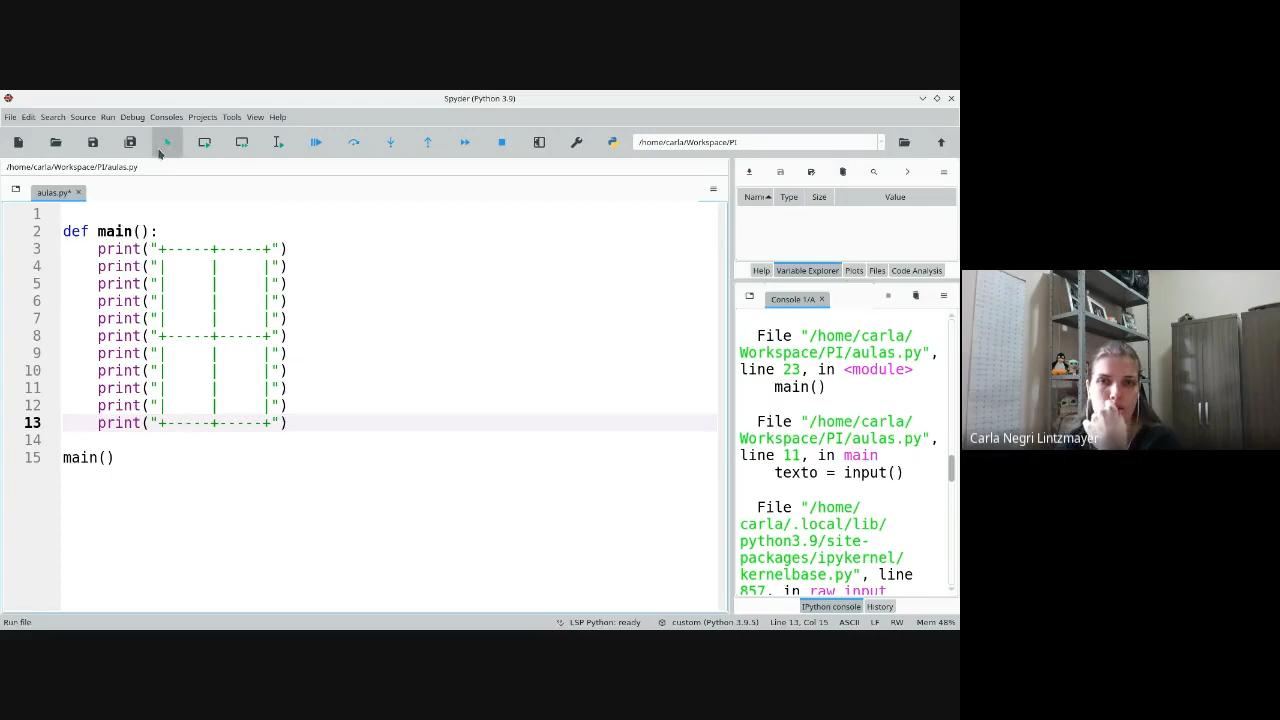 Spyder (Python 3.9)
File Edit Search Source Run Debug Consoles Projects Tools View Help
/home/carla/Workspace/PI
/home/carla/Workspace/PI/aulas.py
aulas.py*
1
2 def main():
3     print("+-----+-----+")
4     print("|     |     |")
5     print("|     |     |")
6     print("|     |     |")
7     print("|     |     |")
8     print("+-----+-----+")
9     print("|     |     |")
10     print("|     |     |")
11     print("|     |     |")
12     print("|     |     |")
13     print("+-----+-----+")
14
15 main()
Name Type Size Value
Help Variable Explorer Plots Files Code Analysis
Console 1/A
File "/home/carla/
Workspace/PI/aulas.py",
line 23, in <module>
main()
File "/home/carla/
Workspace/PI/aulas.py",
line 11, in main
texto = input()
File "/home/
carla/.local/lib/
python3.9/site-
packages/ipykernel/
kernelbase.py", line
857, in raw_input
IPython console History
Run file LSP Python: ready custom (Python 3.9.5) Line 13, Col 15 ASCII LF RW Mem 48%
Carla Negri Lintzmayer